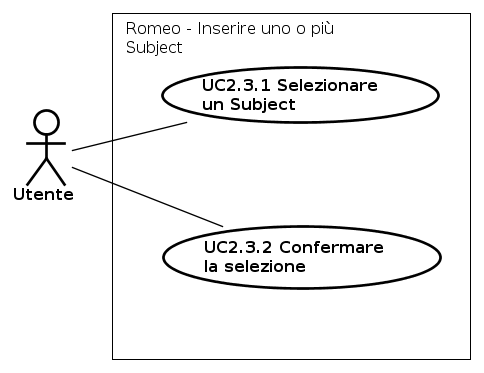 Romeo - Inserire uno o più
Subject
UC2.3.1 Selezionare
un Subject
Utente
UC2.3.2 Confermare
la selezione